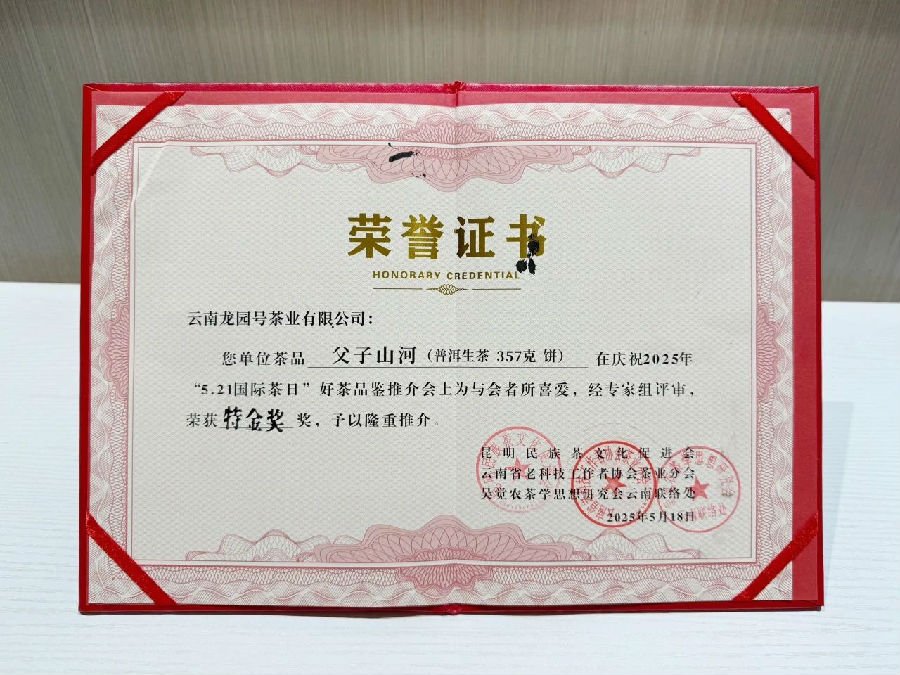 荣誉证书
HONORARY CREDENTIAL
云南龙园号茶业有限公司：
您单位茶品 父子山河（普洱生茶 357克 饼） 在庆祝2025年
“5.21国际茶日”好茶品鉴推介会上为与会者所喜爱，经专家组评审，
荣获 特金奖 奖，予以隆重推介。
昆明民族茶文化促进会
云南省老科技工作者协会茶业分会
吴觉农茶学思想研究会云南联络处
2025年5月18日